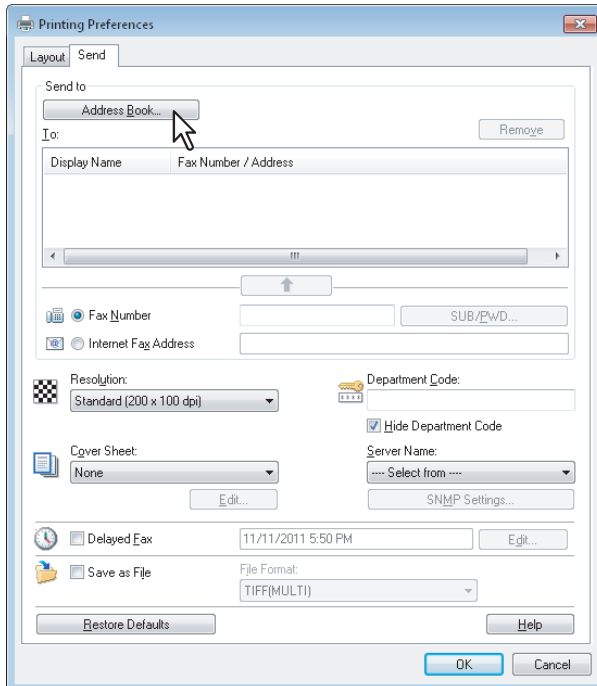 Printing Preferences
Layout Send
Send to
Address Book...
To:
Remove
Display Name Fax Number / Address
Fax Number
SUB/PWD...
Internet Fax Address
Resolution:
Standard (200 x 100 dpi)
Department Code:
Hide Department Code
Cover Sheet:
None
Server Name:
---- Select from ----
Edit...
SNMP Settings...
Delayed Fax
11/11/2011 5:50 PM
Edit...
Save as File
File Format:
TIFF(MULTI)
Restore Defaults
Help
OK Cancel